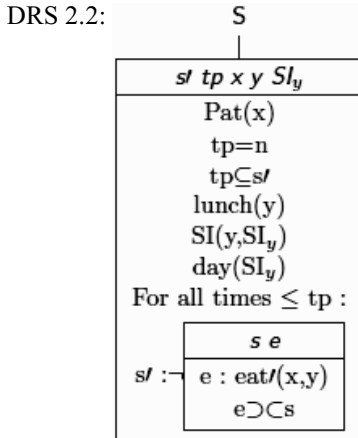 DRS 2.2: S
s′ tp x y SI_y
Pat(x)
tp=n
tp⊆s′
lunch(y)
SI(y,SI_y)
day(SI_y)
For all times ≤ tp :
s e
s′ :¬ e : eat′(x,y)
e⊃⊂s